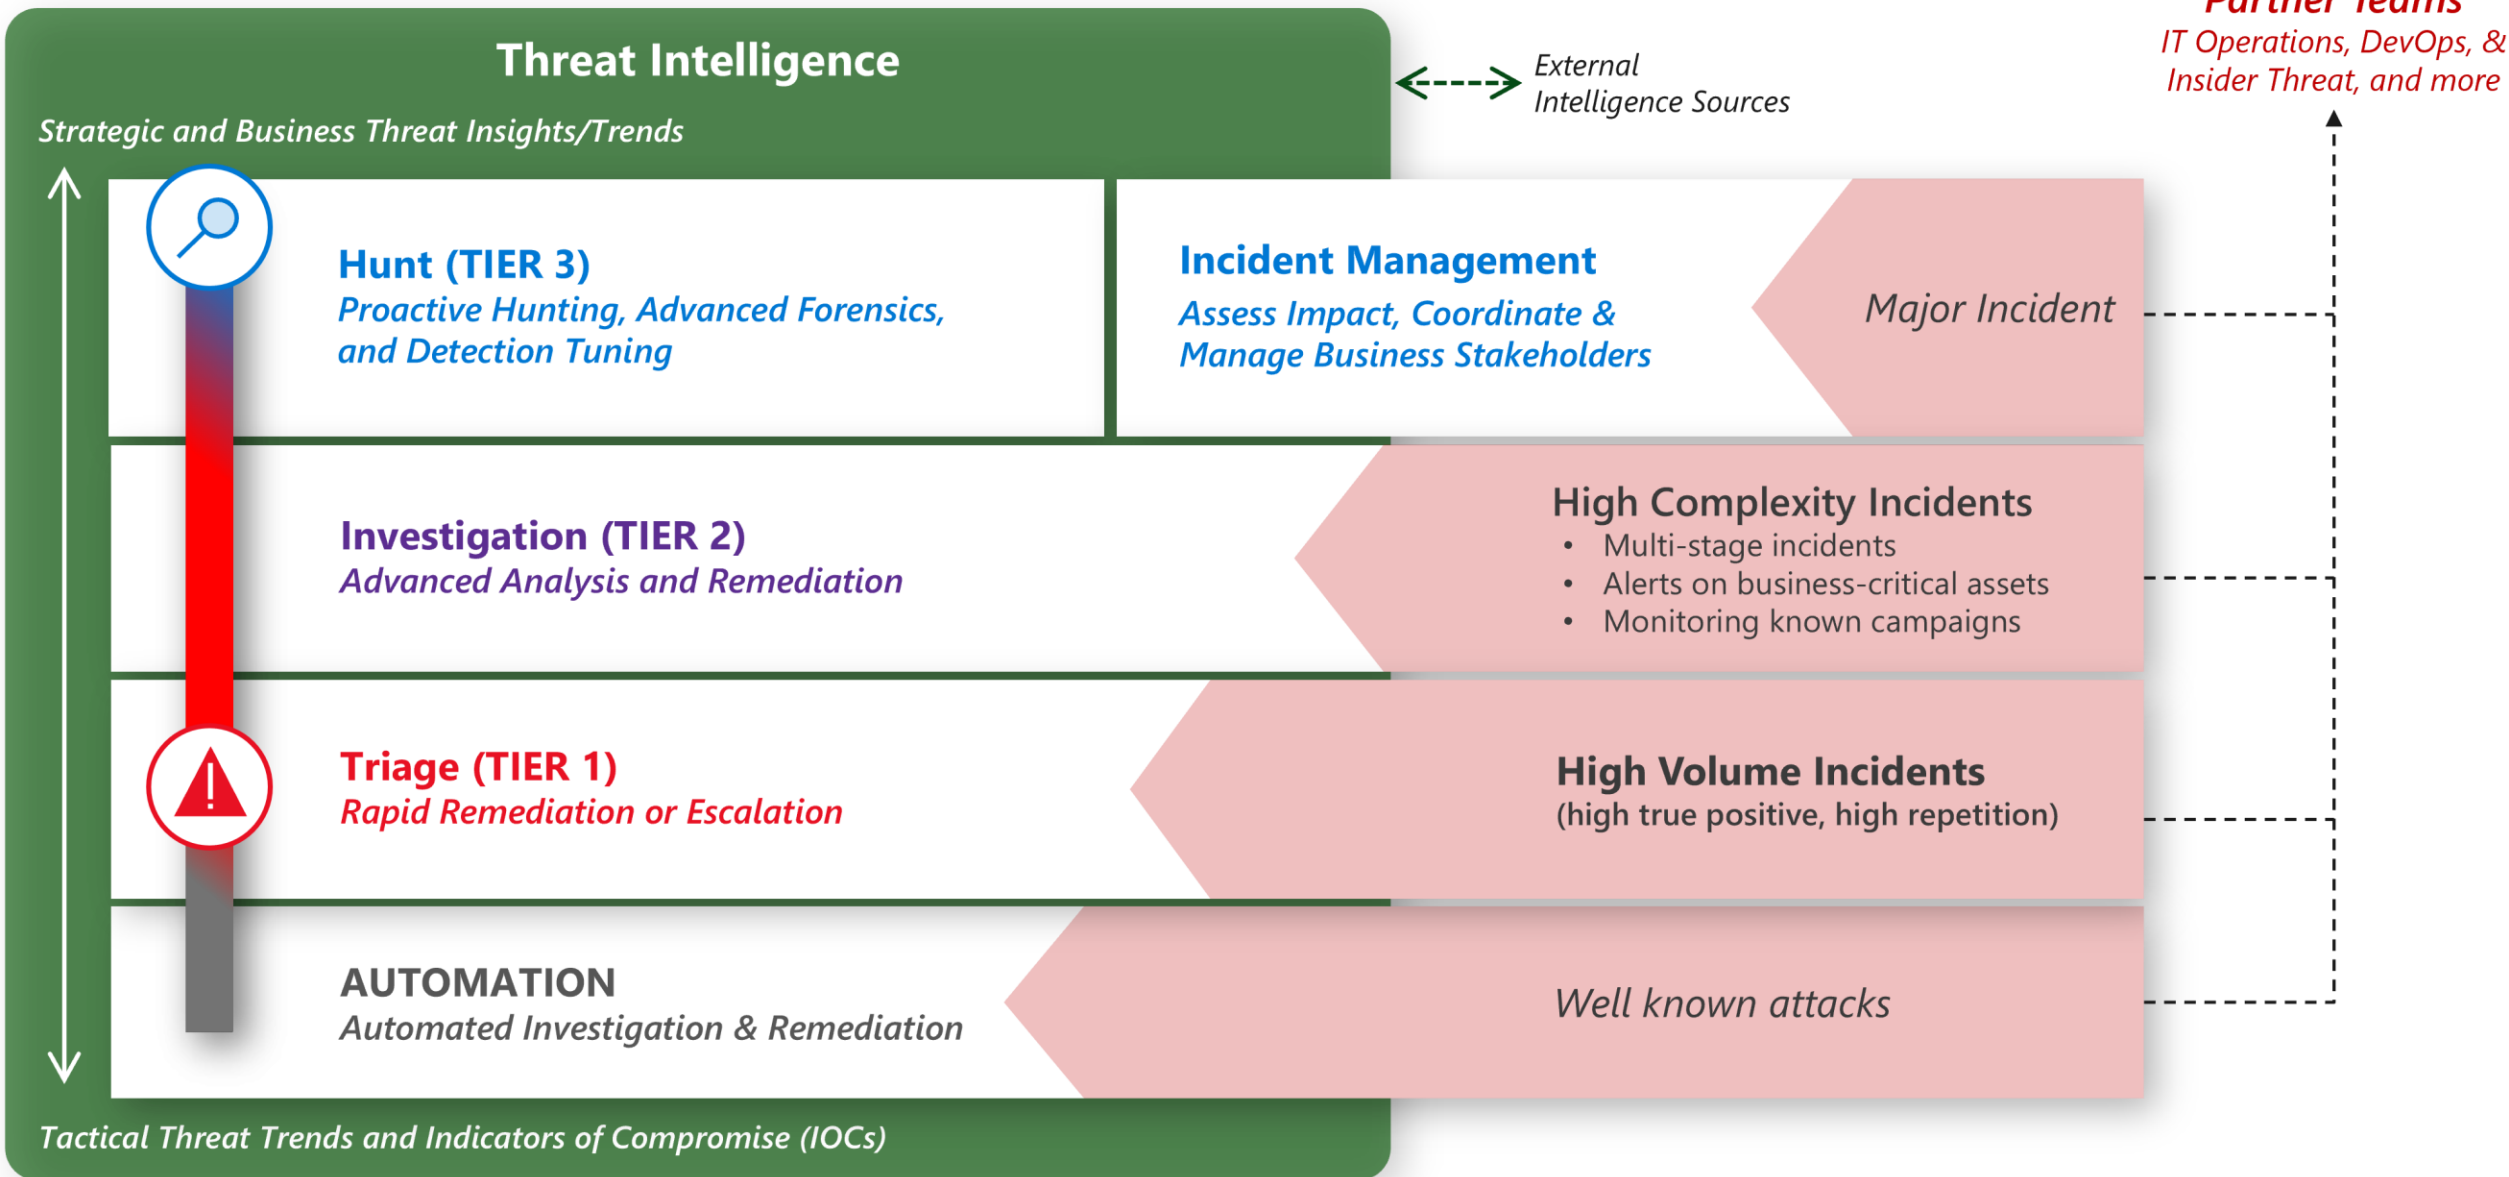 Threat Intelligence
Strategic and Business Threat Insights/Trends
External
Intelligence Sources
Partner Teams
IT Operations, DevOps, &
Insider Threat, and more
Hunt (TIER 3)
Proactive Hunting, Advanced Forensics,
and Detection Tuning
Incident Management
Assess Impact, Coordinate &
Manage Business Stakeholders
Major Incident
Investigation (TIER 2)
Advanced Analysis and Remediation
High Complexity Incidents
• Multi-stage incidents
• Alerts on business-critical assets
• Monitoring known campaigns
Triage (TIER 1)
Rapid Remediation or Escalation
High Volume Incidents
(high true positive, high repetition)
AUTOMATION
Automated Investigation & Remediation
Well known attacks
Tactical Threat Trends and Indicators of Compromise (IOCs)